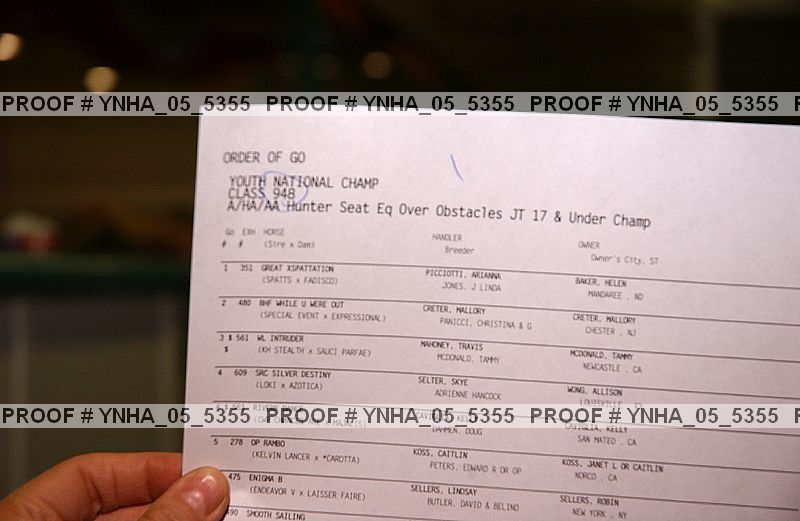 PROOF # YNHA_05_5355 PROOF # YNHA_05_5355 PROOF # YNHA_05_5355
ORDER OF GO
YOUTH NATIONAL CHAMP
CLASS 948
A/HA/AA Hunter Seat Eq Over Obstacles JT 17 & Under Champ
Go EXH HORSE HANDLER OWNER
# # (Sire x Dam) Breeder Owner's City, ST
1 351 GREAT XSPATTATION PICCIOTTI, ARIANNA BAKER, HELEN
(SPATTS x FADISCO) JONES, J LINDA MANDAREE , ND
2 480 BHF WHILE U WERE OUT CRETER, MALLORY CRETER, MALLORY
(SPECIAL EVENT x EXPRESSIONAL) PANICCI, CHRISTINA & G CHESTER , NJ
3 $ 561 WL INTRUDER MAHONEY, TRAVIS MCDONALD, TAMMY
$ (KH STEALTH x SAUCI PARFAE) MCDONALD, TAMMY NEWCASTLE , CA
4 609 SRC SILVER DESTINY SELTER, SKYE WONG, ALLISON
(LOKI x AZOTICA) ADRIENNE HANCOCK LOUISVILLE
PROOF # YNHA_05_5355 PROOF # YNHA_05_5355 PROOF # YNHA_05_5355
KELLY
DAHMEN, DOUG SAN MATEO , CA
5 278 OP RAMBO KOSS, CAITLIN KOSS, JANET L OR CAITLIN
(KELVIN LANCER x *CAROTTA) PETERS, EDWARD R OR OP NORCO , CA
475 ENIGMA B SELLERS, LINDSAY SELLERS, ROBIN
(ENDEAVOR V x LAISSER FAIRE) BUTLER, DAVID & BELIND NEW YORK , NY
490 SMOOTH SAILING